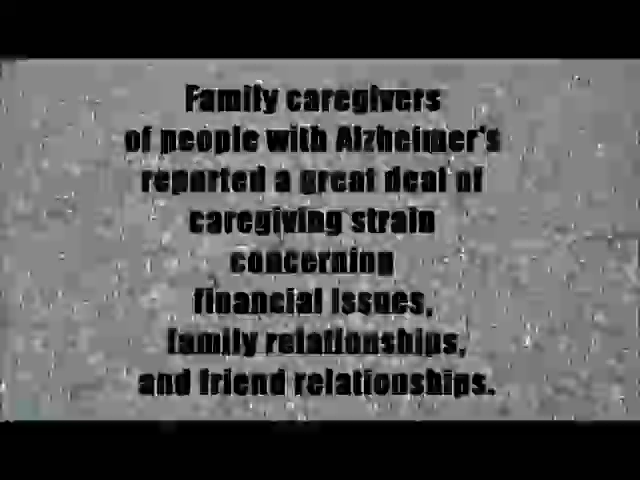 Family caregivers
of people with Alzheimer's
reported a great deal of
caregiving strain
concerning
financial issues,
family relationships,
and friend relationships.